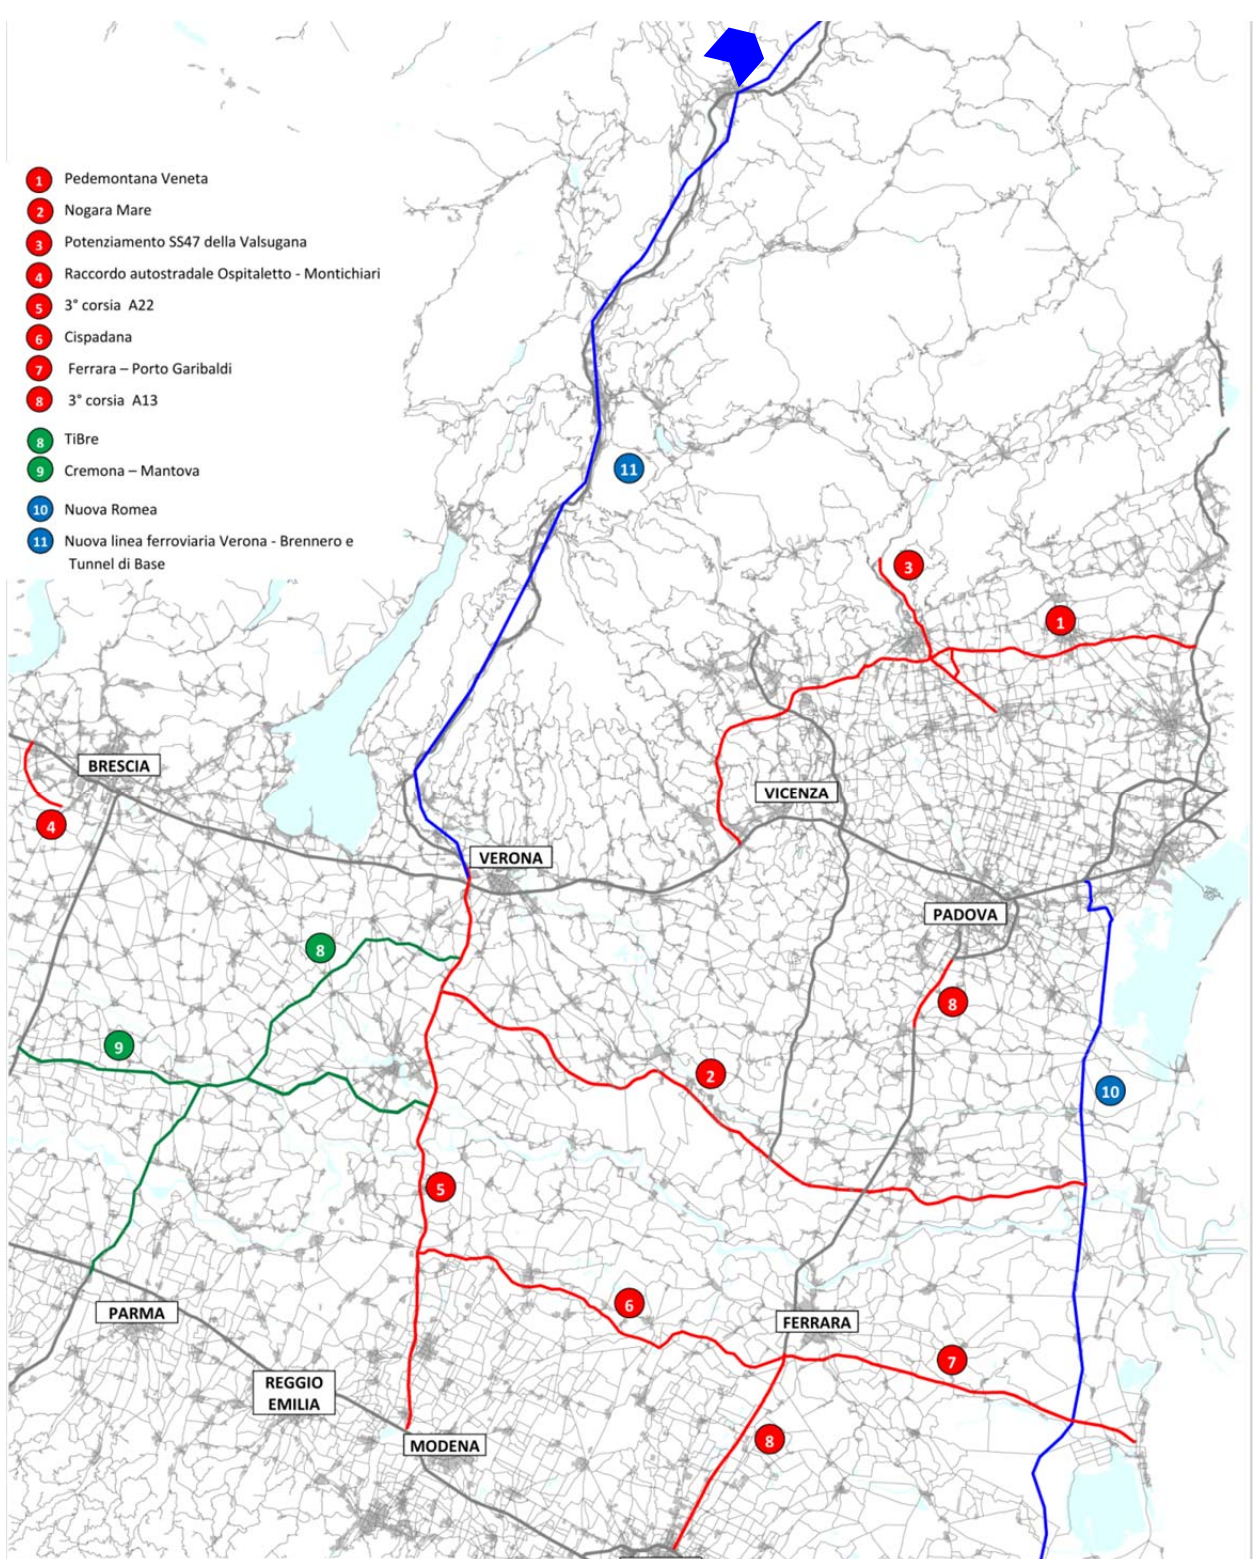 1 Pedemontana Veneta
2 Nogara Mare
3 Potenziamento SS47 della Valsugana
4 Raccordo autostradale Ospitaletto - Montichiari
5 3° corsia A22
6 Cispadana
7 Ferrara – Porto Garibaldi
8 3° corsia A13
8 TiBre
9 Cremona – Mantova
10 Nuova Romea
11 Nuova linea ferroviaria Verona - Brennero e
Tunnel di Base
11
3
1
BRESCIA
VICENZA
4
VERONA
PADOVA
8
8
9
2
10
5
6
PARMA
FERRARA
7
REGGIO
EMILIA
MODENA
8